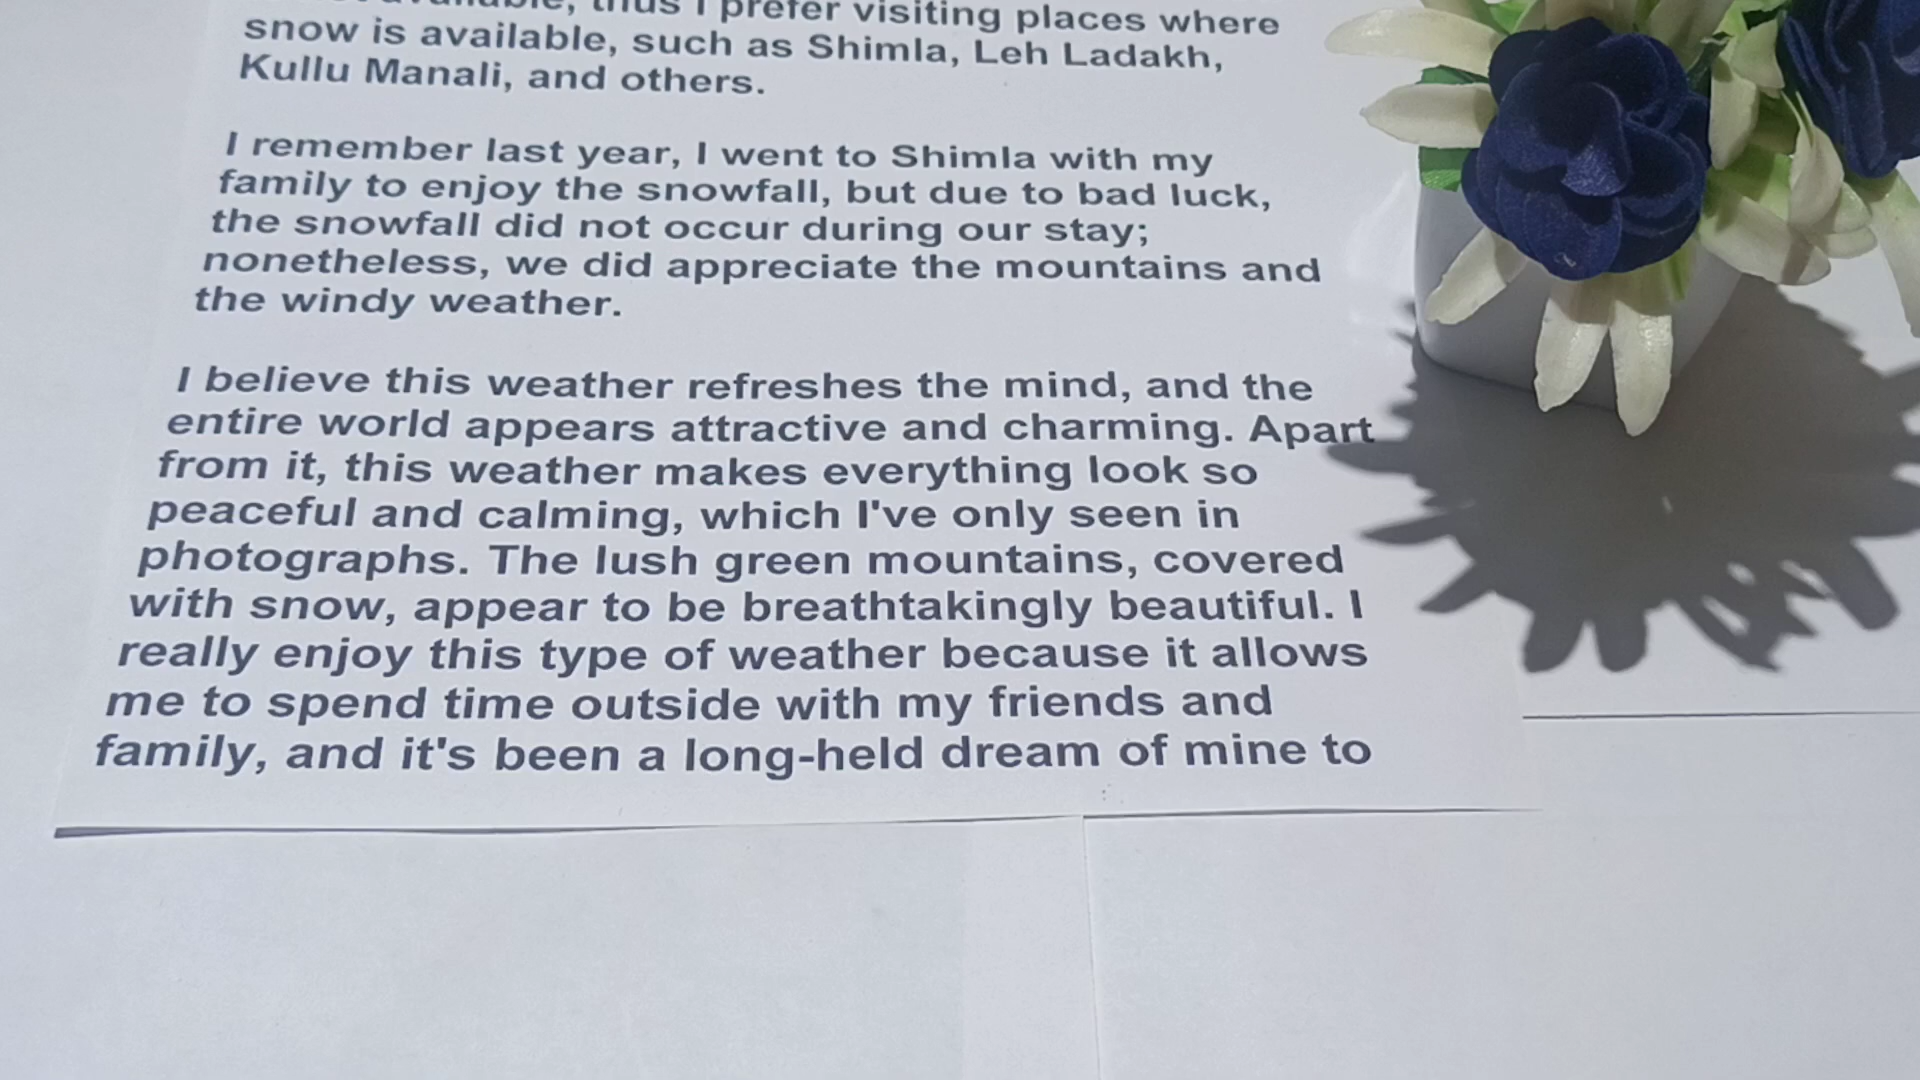 thus I prefer visiting places where
snow is available, such as Shimla, Leh Ladakh,
Kullu Manali, and others.
I remember last year, I went to Shimla with my
family to enjoy the snowfall, but due to bad luck,
the snowfall did not occur during our stay;
nonetheless, we did appreciate the mountains and
the windy weather.
I believe this weather refreshes the mind, and the
entire world appears attractive and charming. Apart
from it, this weather makes everything look so
peaceful and calming, which I've only seen in
photographs. The lush green mountains, covered
with snow, appear to be breathtakingly beautiful. I
really enjoy this type of weather because it allows
me to spend time outside with my friends and
family, and it's been a long-held dream of mine to